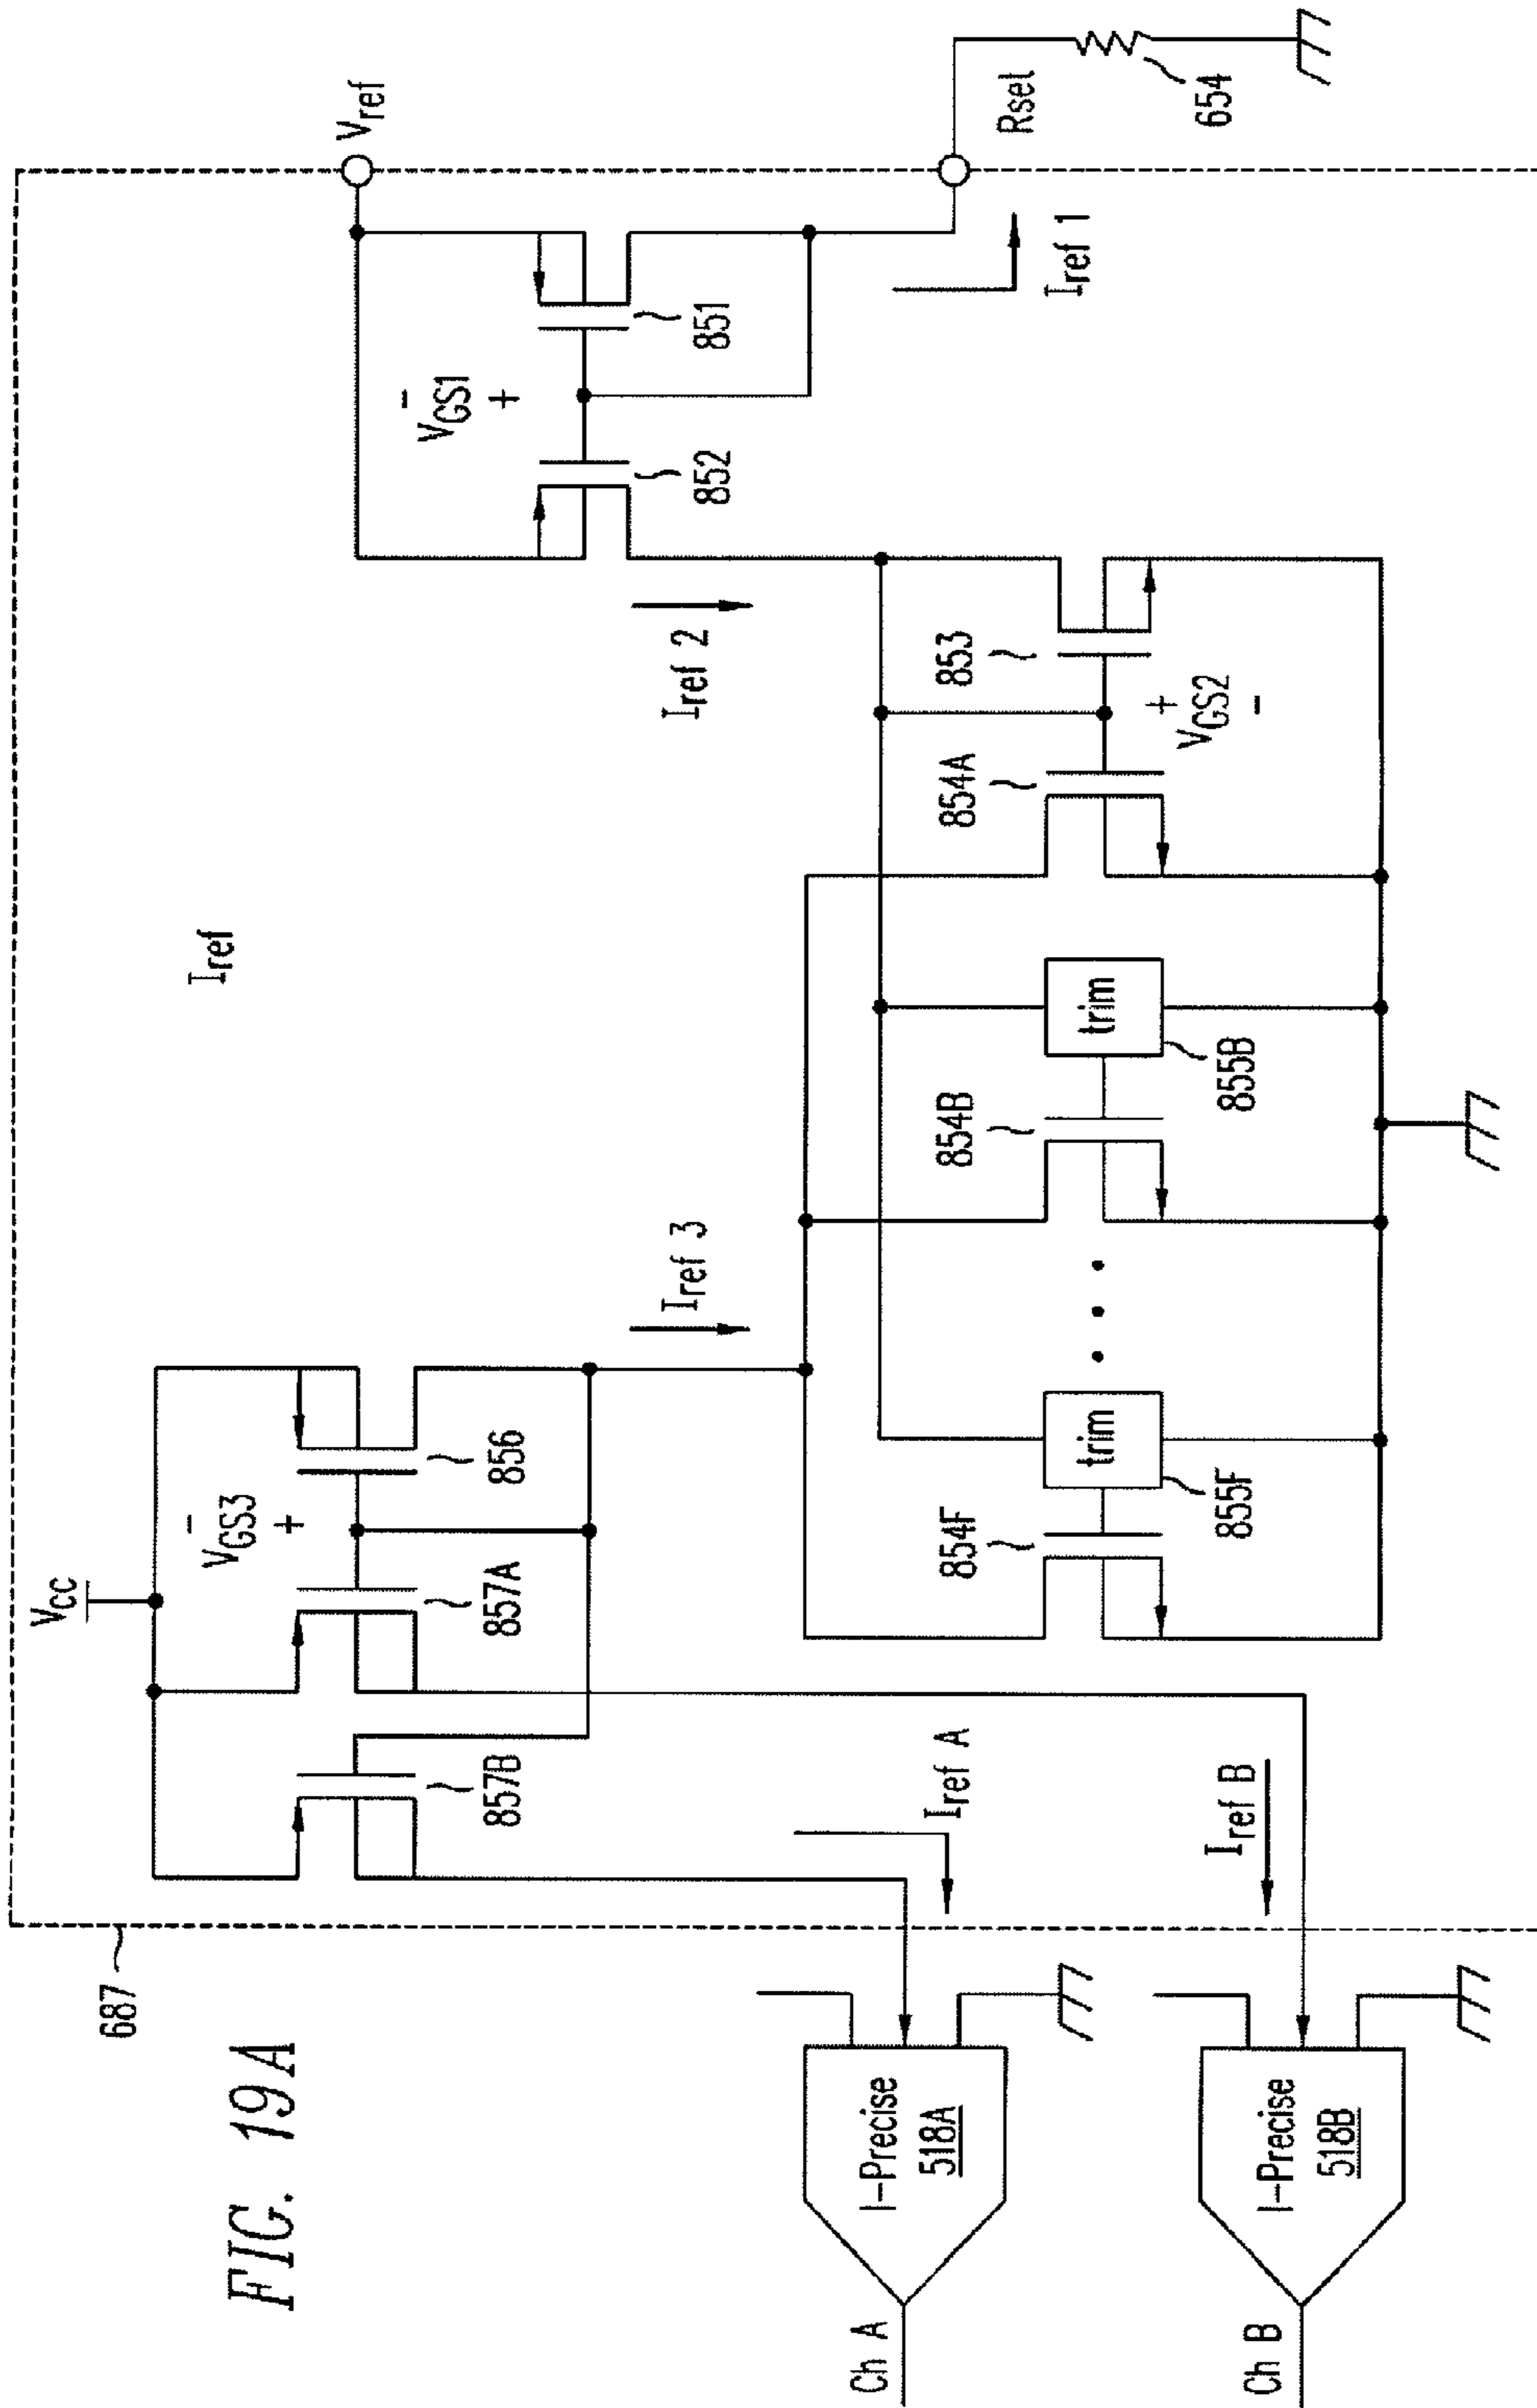 FIG. 19A
687
Vref
Rset
654
Iref
Vcc
VGS1
-
+
851
852
Iref 1
Iref 2
853
854A
VGS2
+
-
trim
855B
854B
• • •
trim
855F
854F
Iref 3
856
VGS3
-
+
857A
857B
Iref A
Iref B
I-Precise
518A
Ch A
I-Precise
518B
Ch B